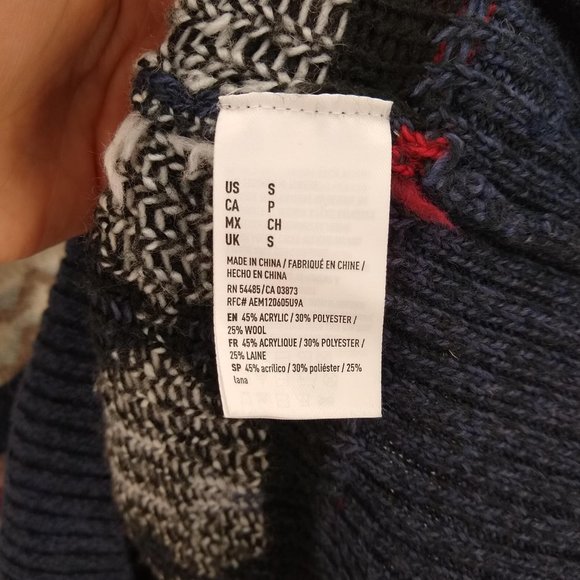 US S
CA P
MX CH
UK S
MADE IN CHINA / FABRIQUÉ EN CHINE /
HECHO EN CHINA
RN 54485/CA 03873
RFC# AEM120605U9A
EN 45% ACRYLIC / 30% POLYESTER /
25% WOOL
FR 45% ACRYLIQUE / 30% POLYESTER /
25% LAINE
SP 45% acrílico / 30% poliéster / 25%
lana